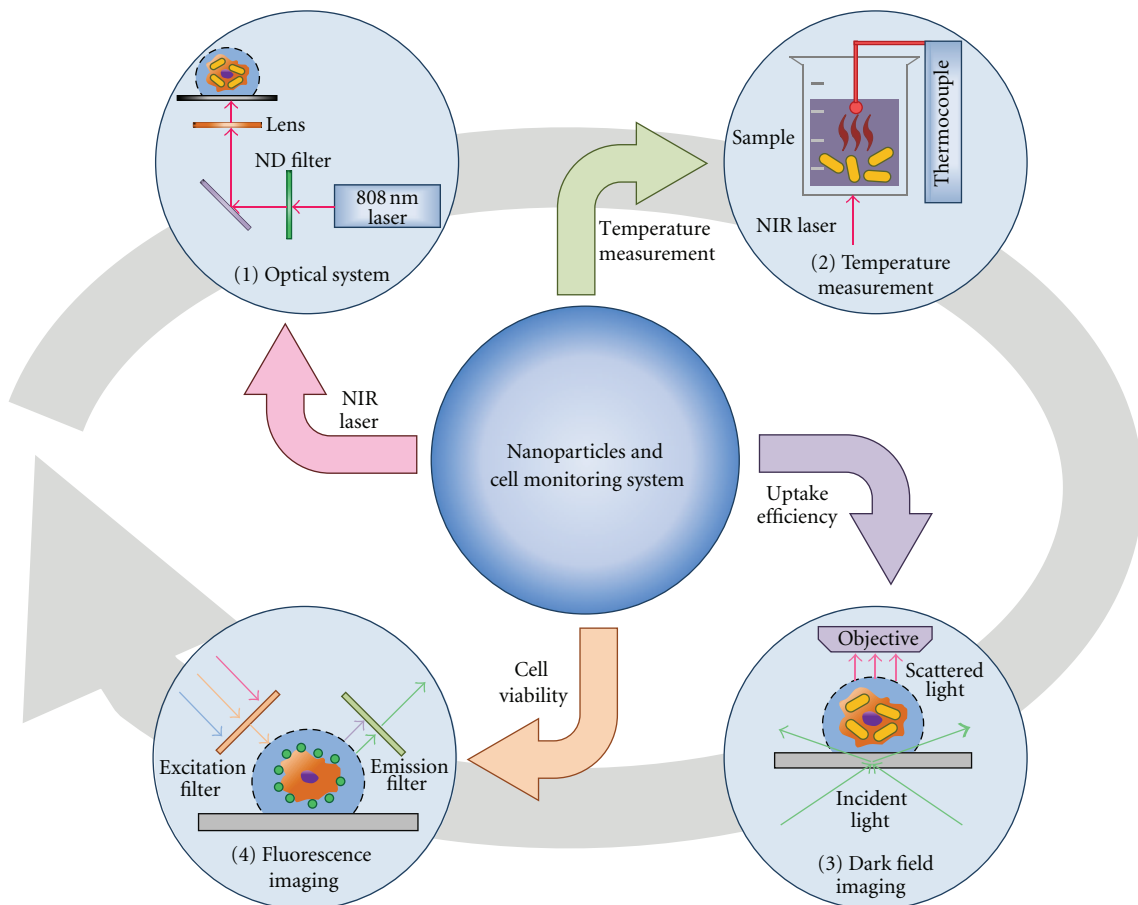 Lens
ND filter
808 nm
laser
(1) Optical system
Temperature
measurement
Sample
Thermocouple
NIR laser
(2) Temperature
measurement
NIR
laser
Nanoparticles and
cell monitoring system
Uptake
efficiency
Cell
viability
Objective
Scattered
light
Incident
light
(3) Dark field
imaging
Excitation
filter
Emission
filter
(4) Fluorescence
imaging